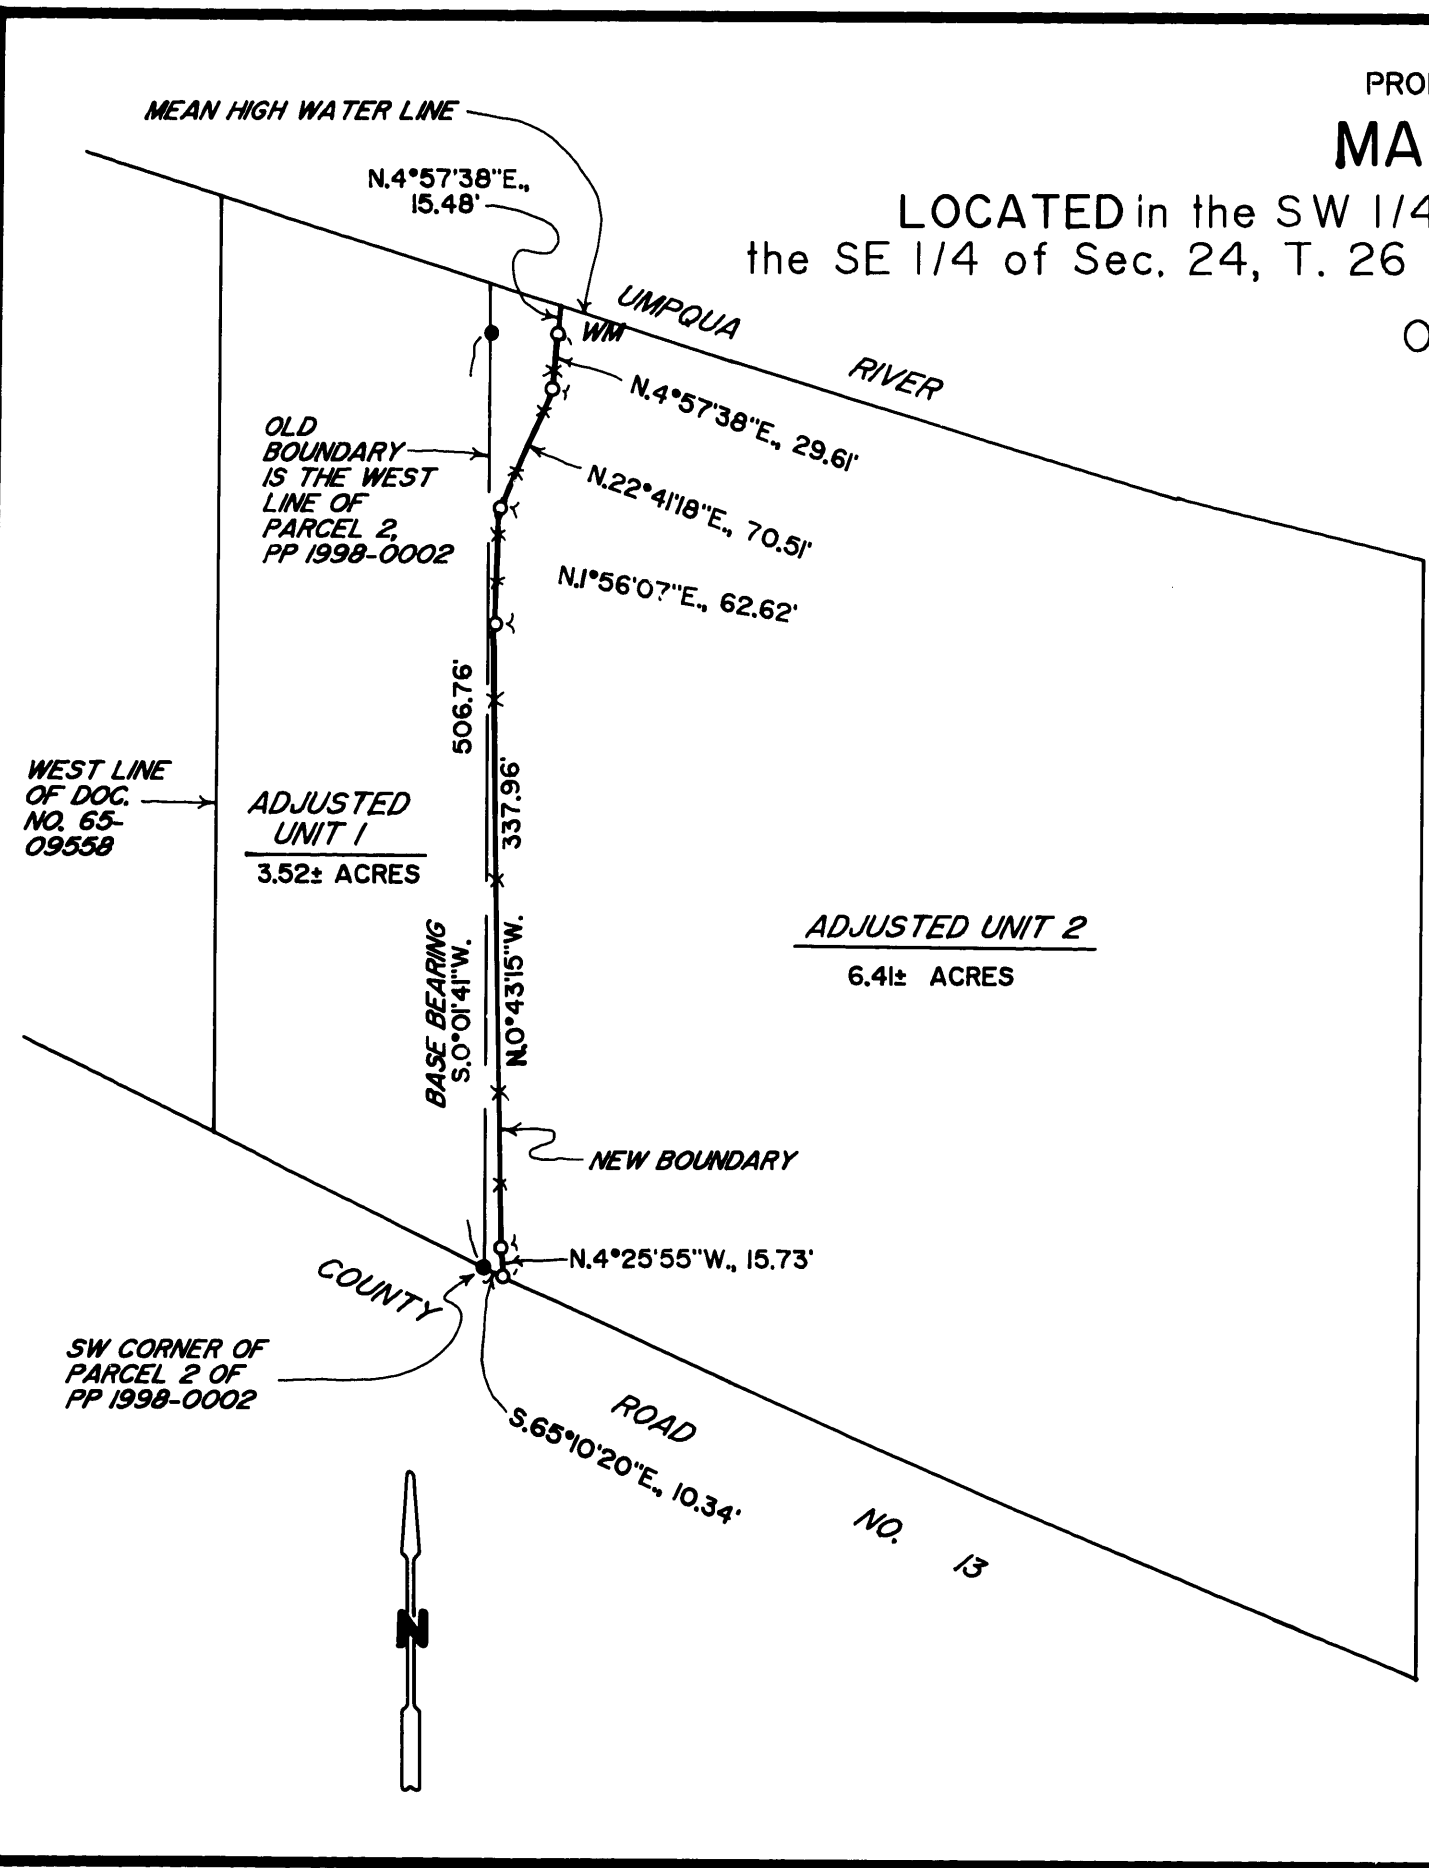 PRO
MA
LOCATED in the SW 1/4
the SE 1/4 of Sec. 24, T. 26
O
MEAN HIGH WATER LINE
N.4°57'38"E.,
15.48'
UMPQUA
RIVER
WM
N.4°57'38"E., 29.61'
OLD
BOUNDARY
IS THE WEST
LINE OF
PARCEL 2,
PP 1998-0002
N.22°41'18"E., 70.51'
N.1°56'07"E., 62.62'
506.76'
337.96'
WEST LINE
OF DOC.
NO. 65-
09558
ADJUSTED
UNIT 1
3.52± ACRES
BASE BEARING
S.0°01'41"W.
N.0°43'15"W.
ADJUSTED UNIT 2
6.41± ACRES
NEW BOUNDARY
N.4°25'55"W., 15.73'
COUNTY
ROAD
NO.
13
SW CORNER OF
PARCEL 2 OF
PP 1998-0002
S.65°10'20"E., 10.34'
N